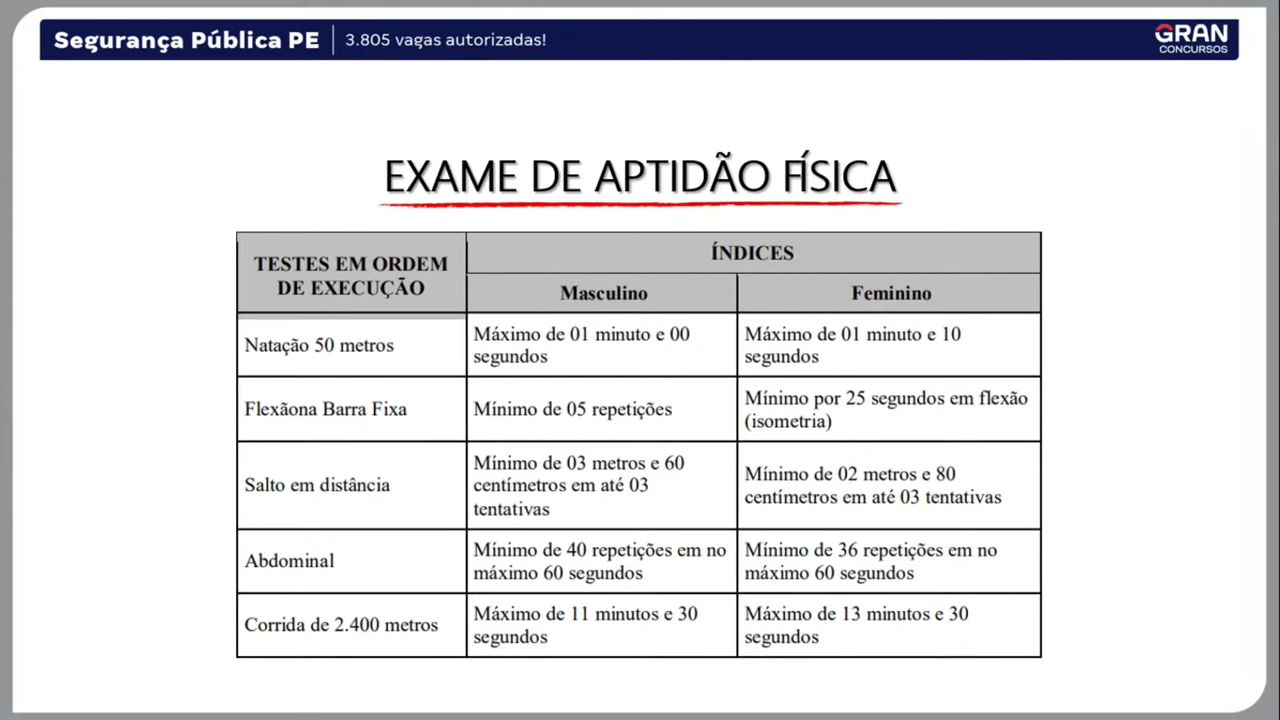 Segurança Pública PE
3.805 vagas autorizadas!
GRAN
CONCURSOS
EXAME DE APTIDÃO FÍSICA
TESTES EM ORDEM
DE EXECUÇÃO
ÍNDICES
Masculino
Feminino
Natação 50 metros
Máximo de 01 minuto e 00
segundos
Máximo de 01 minuto e 10
segundos
Flexãona Barra Fixa
Mínimo de 05 repetições
Mínimo por 25 segundos em flexão
(isometria)
Salto em distância
Mínimo de 03 metros e 60
centímetros em até 03
tentativas
Mínimo de 02 metros e 80
centímetros em até 03 tentativas
Abdominal
Mínimo de 40 repetições em no
máximo 60 segundos
Mínimo de 36 repetições em no
máximo 60 segundos
Corrida de 2.400 metros
Máximo de 11 minutos e 30
segundos
Máximo de 13 minutos e 30
segundos